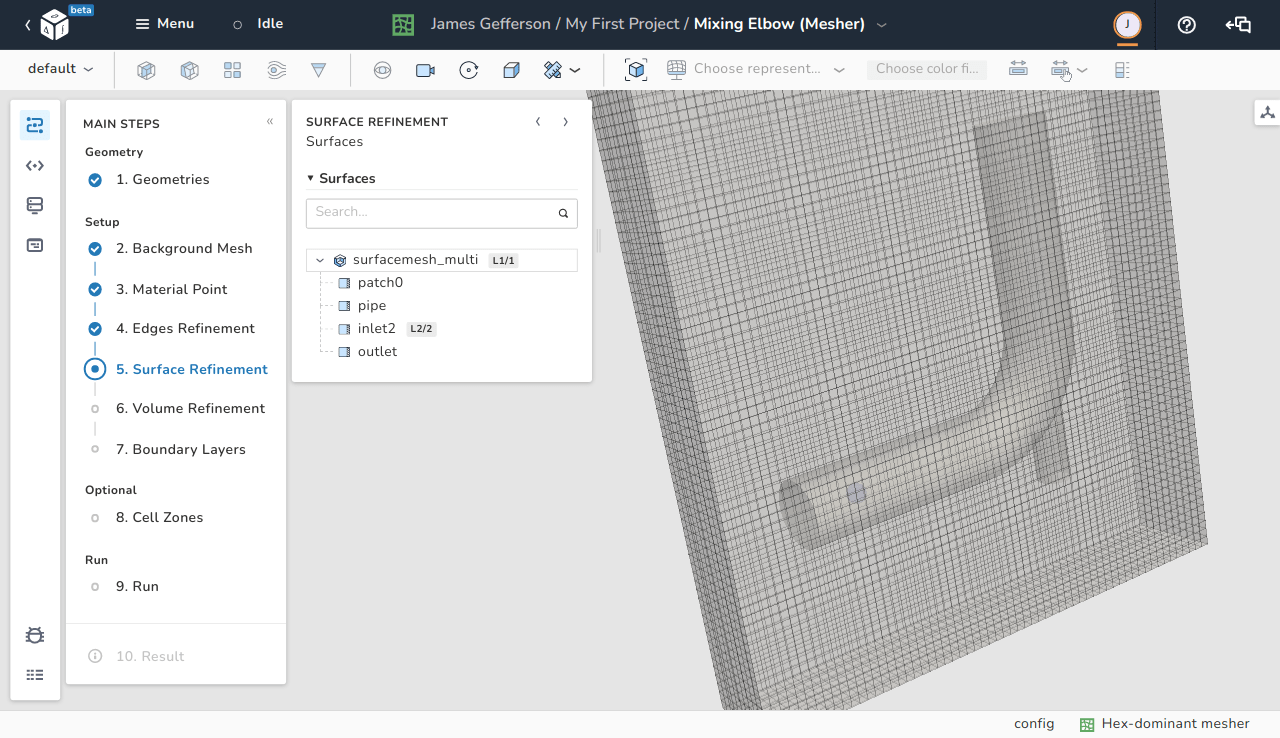 beta
Menu
Idle
James Gefferson / My First Project / Mixing Elbow (Mesher)
J
default
Choose represent...
Choose color fi...
MAIN STEPS
Geometry
1. Geometries
Setup
2. Background Mesh
3. Material Point
4. Edges Refinement
5. Surface Refinement
6. Volume Refinement
7. Boundary Layers
Optional
8. Cell Zones
Run
9. Run
10. Result
SURFACE REFINEMENT
Surfaces
Surfaces
Search...
surfacemesh_multi L1/1
patch0
pipe
inlet2 L2/2
outlet
config
Hex-dominant mesher